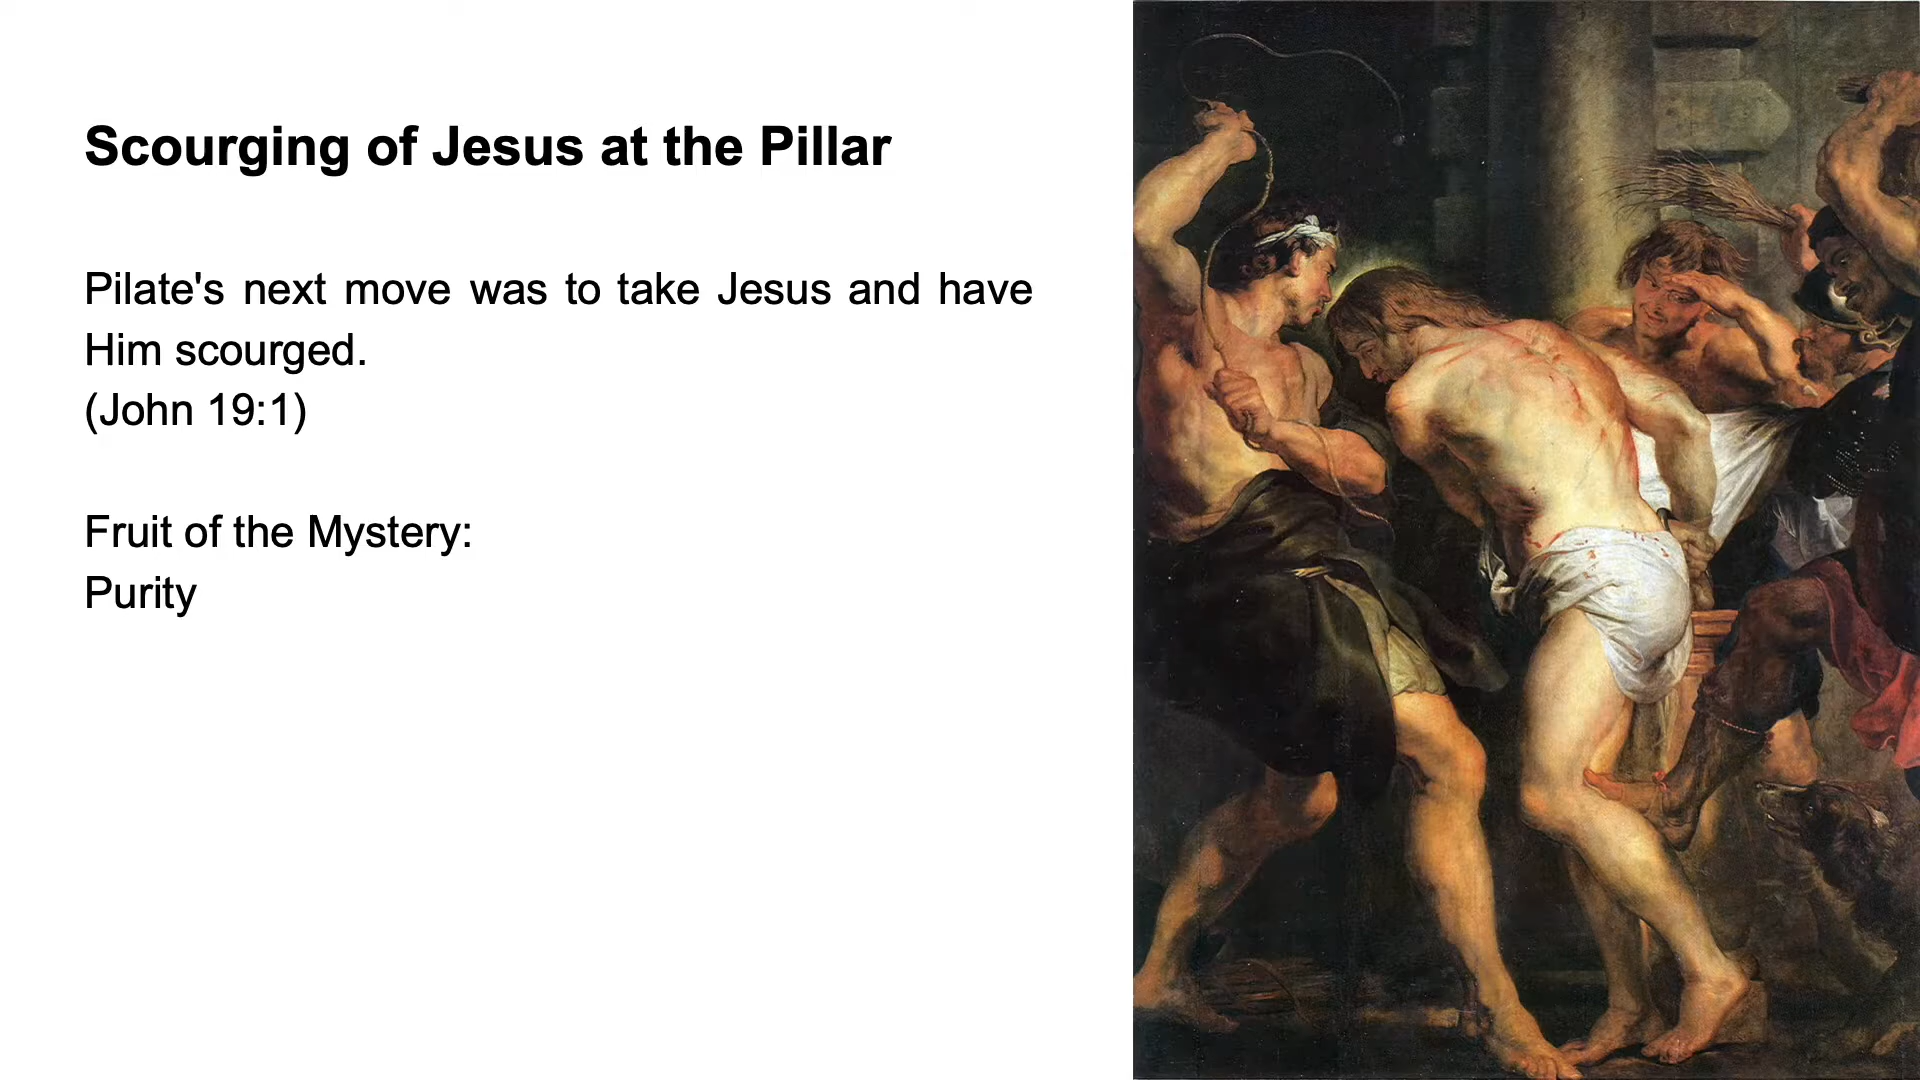 Scourging of Jesus at the Pillar
Pilate's next move was to take Jesus and have
Him scourged.
(John 19:1)
Fruit of the Mystery:
Purity